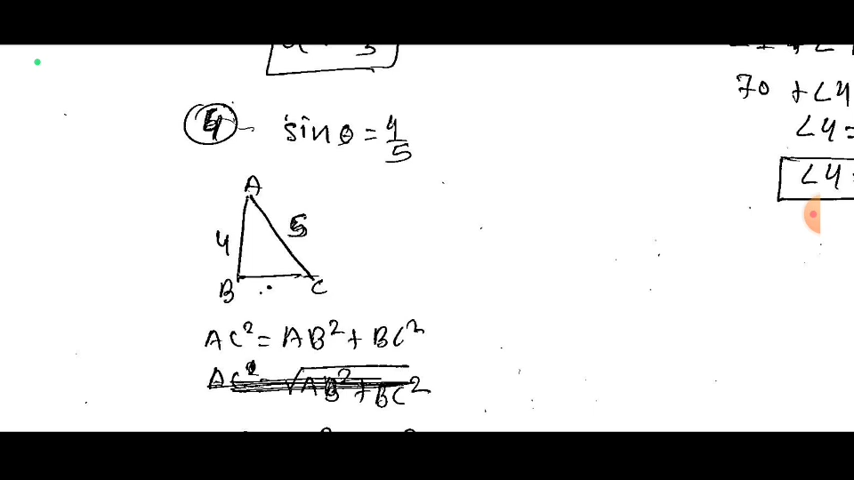 4 sinθ = 4/5
A
4 5
B C
AC² = AB² + BC²
AC² = √AB² + BC²
70 + ∠4
∠4 =
∠4